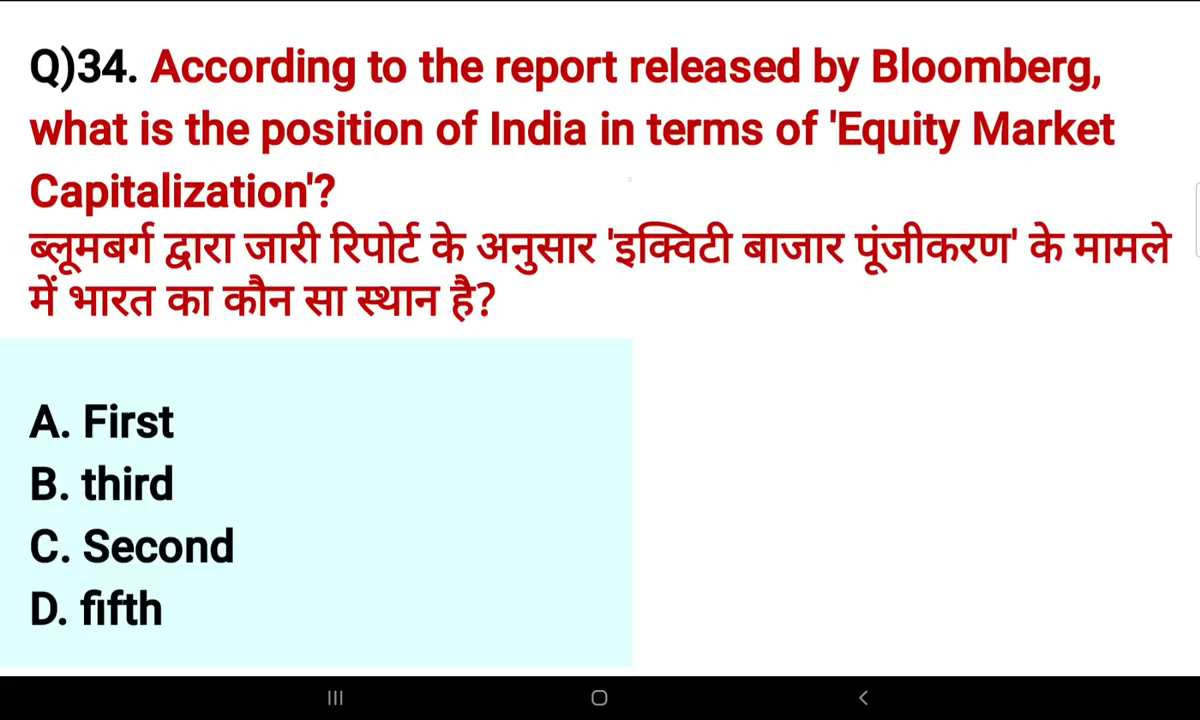 Q)34. According to the report released by Bloomberg,
what is the position of India in terms of 'Equity Market
Capitalization'?
ब्लूमबर्ग द्वारा जारी रिपोर्ट के अनुसार 'इक्विटी बाजार पूंजीकरण' के मामले
में भारत का कौन सा स्थान है?
A. First
B. third
C. Second
D. fifth